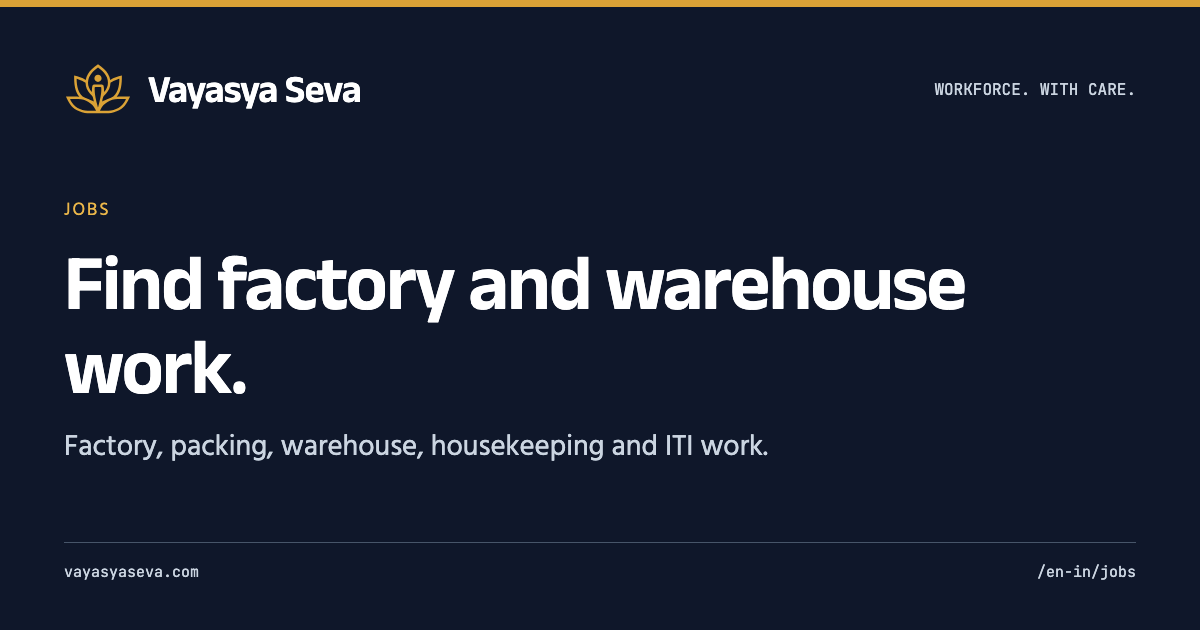 Vayasya Seva
WORKFORCE. WITH CARE.
JOBS
Find factory and warehouse
work.
Factory, packing, warehouse, housekeeping and ITI work.
vayasyaseva.com
/en-in/jobs